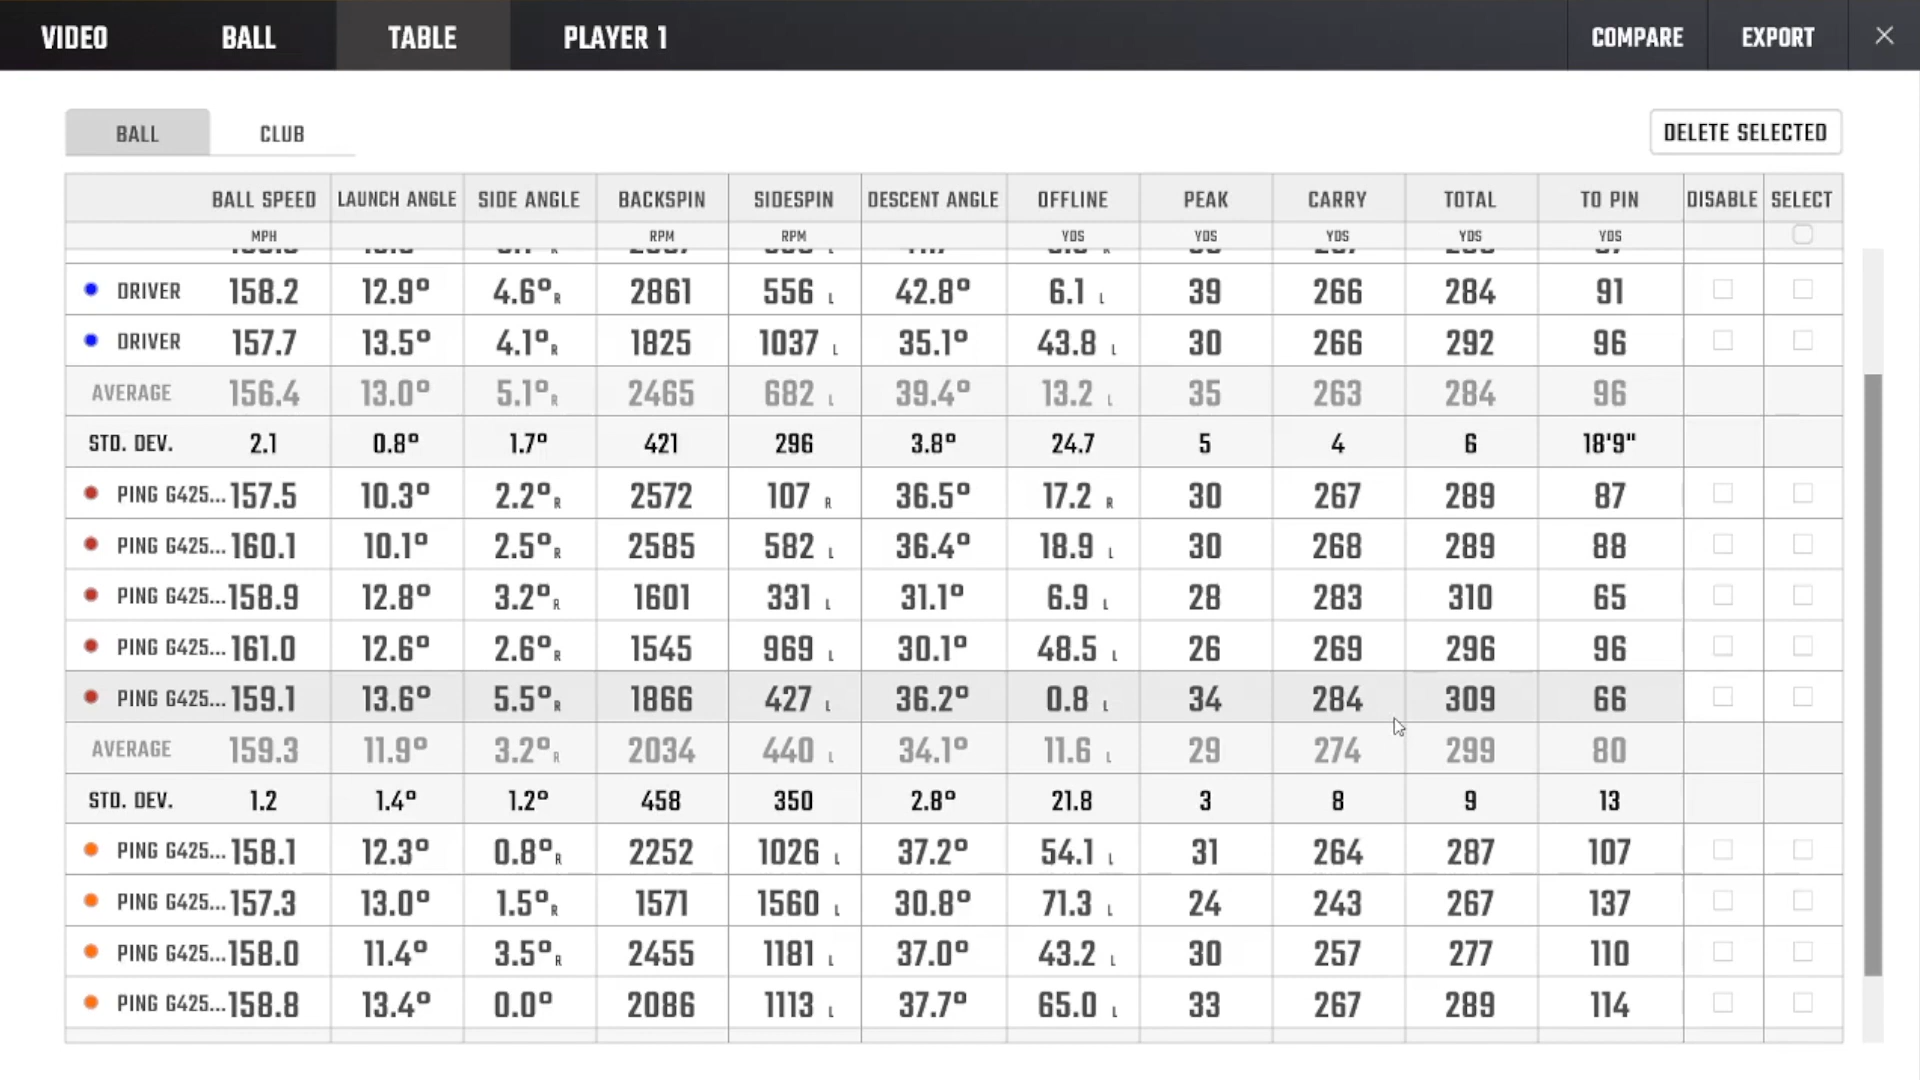 VIDEO BALL TABLE PLAYER 1 COMPARE EXPORT
BALL CLUB DELETE SELECTED
BALL SPEED LAUNCH ANGLE SIDE ANGLE BACKSPIN SIDESPIN DESCENT ANGLE OFFLINE PEAK CARRY TOTAL TO PIN DISABLE SELECT
MPH RPM RPM YDS YDS YDS YDS YDS
DRIVER 158.2 12.9° 4.6° R 2861 556 L 42.8° 6.1 L 39 266 284 91
DRIVER 157.7 13.5° 4.1° R 1825 1037 L 35.1° 43.8 L 30 266 292 96
AVERAGE 156.4 13.0° 5.1° R 2465 682 L 39.4° 13.2 L 35 263 284 96
STD. DEV. 2.1 0.8° 1.7° 421 296 3.8° 24.7 5 4 6 18'9"
PING G425... 157.5 10.3° 2.2° R 2572 107 R 36.5° 17.2 R 30 267 289 87
PING G425... 160.1 10.1° 2.5° R 2585 582 L 36.4° 18.9 L 30 268 289 88
PING G425... 158.9 12.8° 3.2° R 1601 331 L 31.1° 6.9 L 28 283 310 65
PING G425... 161.0 12.6° 2.6° R 1545 969 L 30.1° 48.5 L 26 269 296 96
PING G425... 159.1 13.6° 5.5° R 1866 427 L 36.2° 0.8 L 34 284 309 66
AVERAGE 159.3 11.9° 3.2° R 2034 440 L 34.1° 11.6 L 29 274 299 80
STD. DEV. 1.2 1.4° 1.2° 458 350 2.8° 21.8 3 8 9 13
PING G425... 158.1 12.3° 0.8° R 2252 1026 L 37.2° 54.1 L 31 264 287 107
PING G425... 157.3 13.0° 1.5° R 1571 1560 L 30.8° 71.3 L 24 243 267 137
PING G425... 158.0 11.4° 3.5° R 2455 1181 L 37.0° 43.2 L 30 257 277 110
PING G425... 158.8 13.4° 0.0° 2086 1113 L 37.7° 65.0 L 33 267 289 114